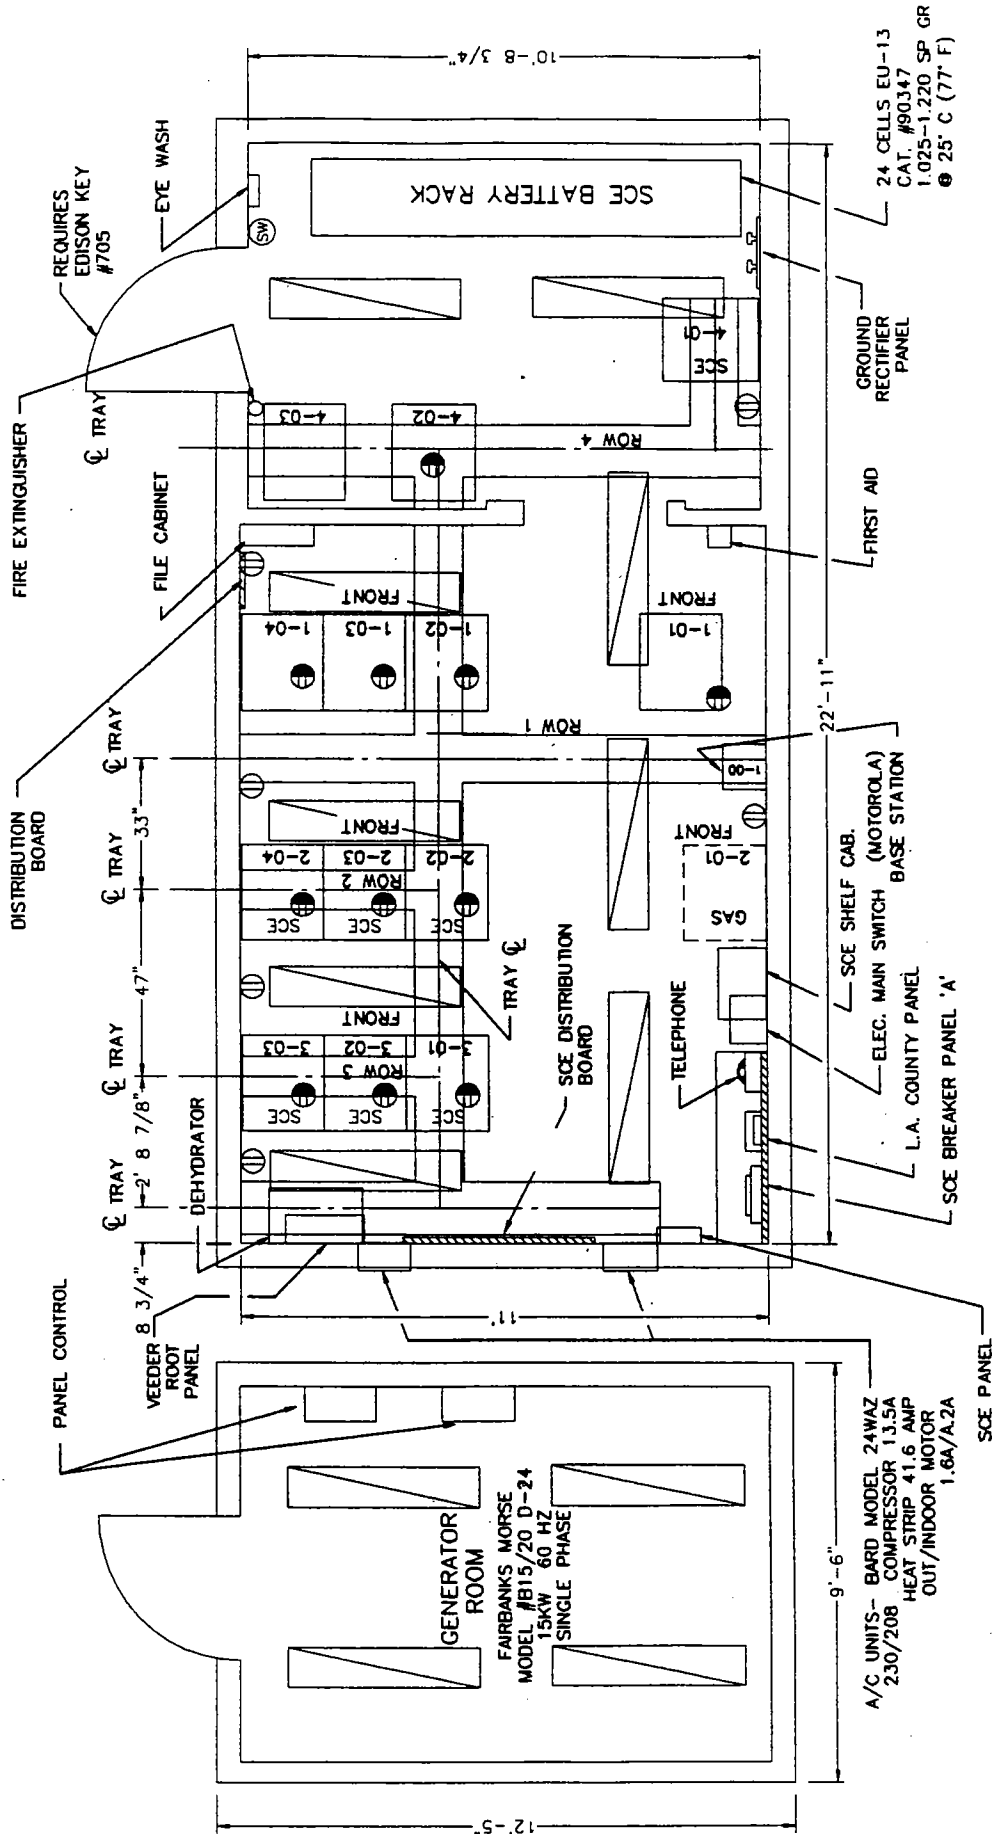 FIRE EXTINGUISHER
REQUIRES
EDISON KEY
#705
EYE WASH
℄ TRAY
FILE CABINET
DISTRIBUTION
BOARD
℄ TRAY
℄ TRAY
℄ TRAY
℄ TRAY
33"
47"
2' 8 7/8"
8 3/4"
DEHYDRATOR
VEEDER
ROOT
PANEL
PANEL CONTROL
10'-8 3/4"
SW
SCE BATTERY RACK
24 CELLS EU-13
CAT. #90347
1.025-1.220 SP GR
@ 25° C (77° F)
4-03
4-02
4-01
SCE
ROW 4
GROUND
RECTIFIER
PANEL
FIRST AID
FRONT
1-04
1-03
1-02
FRONT
1-01
ROW 1
1-00
22'-11"
FRONT
2-04
2-03
2-02
ROW 2
SCE
SCE
SCE
FRONT
2-01
GAS
(MOTOROLA)
BASE STATION
SCE SHELF CAB.
ELEC. MAIN SWITCH
L.A. COUNTY PANEL
SCE BREAKER PANEL 'A'
FRONT
3-03
3-02
3-01
ROW 3
SCE
SCE
SCE
TRAY ℄
SCE DISTRIBUTION
BOARD
TELEPHONE
11'
SCE PANEL
A/C UNITS- BARD MODEL 24WAZ
230/208 COMPRESSOR 13.5A
HEAT STRIP 41.6 AMP
OUT/INDOOR MOTOR
1.6A/A.2A
GENERATOR
ROOM
FAIRBANKS MORSE
MODEL #B15/20 D-24
15KW 60 HZ
SINGLE PHASE
9'-6"
12'-5"